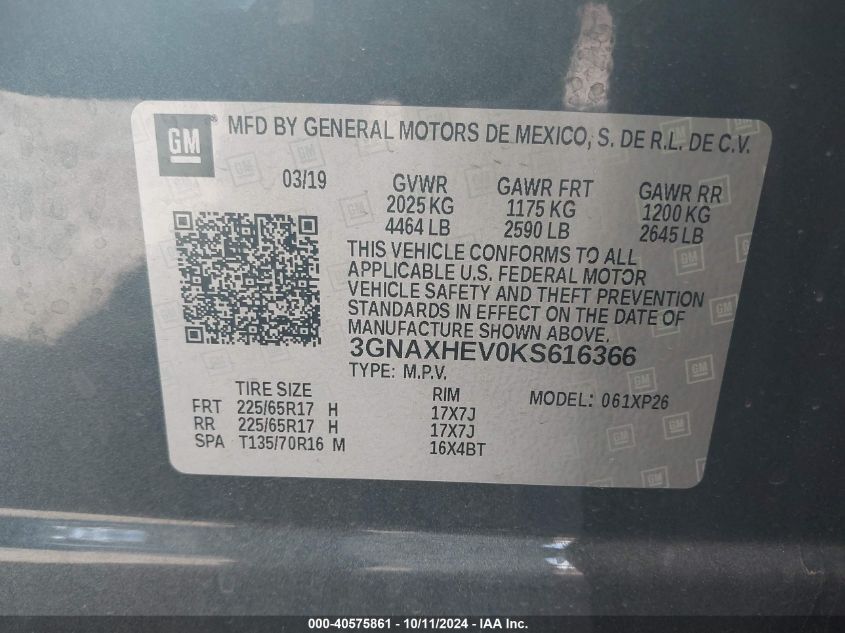 GM ® MFD BY GENERAL MOTORS DE MEXICO, S. DE R.L. DE C.V.
03/19 GVWR GAWR FRT GAWR RR
2025 KG 1175 KG 1200 KG
4464 LB 2590 LB 2645 LB
THIS VEHICLE CONFORMS TO ALL
APPLICABLE U.S. FEDERAL MOTOR
VEHICLE SAFETY AND THEFT PREVENTION
STANDARDS IN EFFECT ON THE DATE OF
MANUFACTURE SHOWN ABOVE.
3GNAXHEV0KS616366
TYPE: M.P.V.
TIRE SIZE RIM MODEL: 061XP26
FRT 225/65R17 H 17X7J
RR 225/65R17 H 17X7J
SPA T135/70R16 M 16X4BT
000-40575861 - 10/11/2024 - IAA Inc.